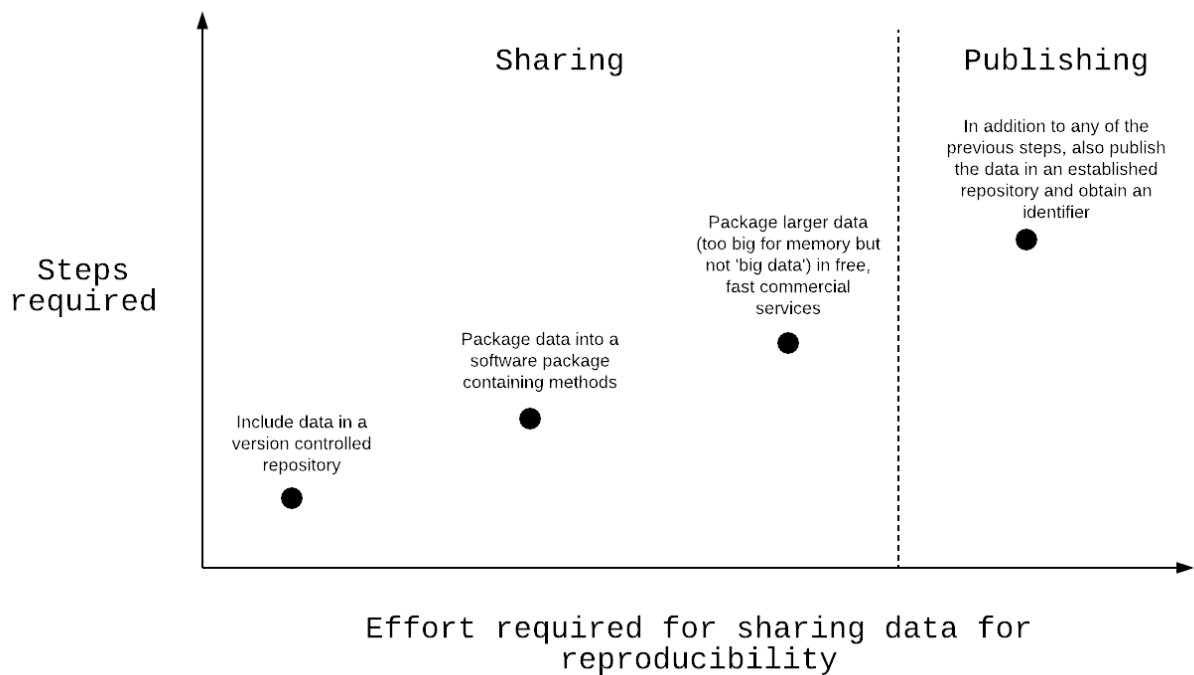 Sharing
Publishing
In addition to any of the
previous steps, also publish
the data in an established
repository and obtain an
identifier
Package larger data
(too big for memory but
not 'big data') in free,
fast commercial
services
Steps
required
Package data into a
software package
containing methods
Include data in a
version controlled
repository
Effort required for sharing data for
reproducibility